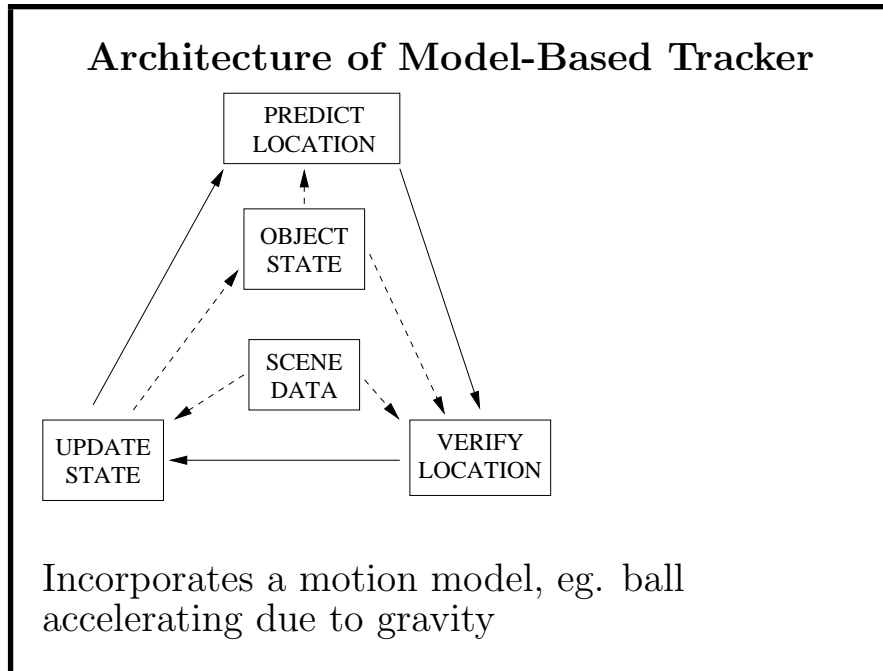 Architecture of Model-Based Tracker
PREDICT
LOCATION
OBJECT
STATE
SCENE
DATA
UPDATE
STATE
VERIFY
LOCATION
Incorporates a motion model, eg. ball
accelerating due to gravity